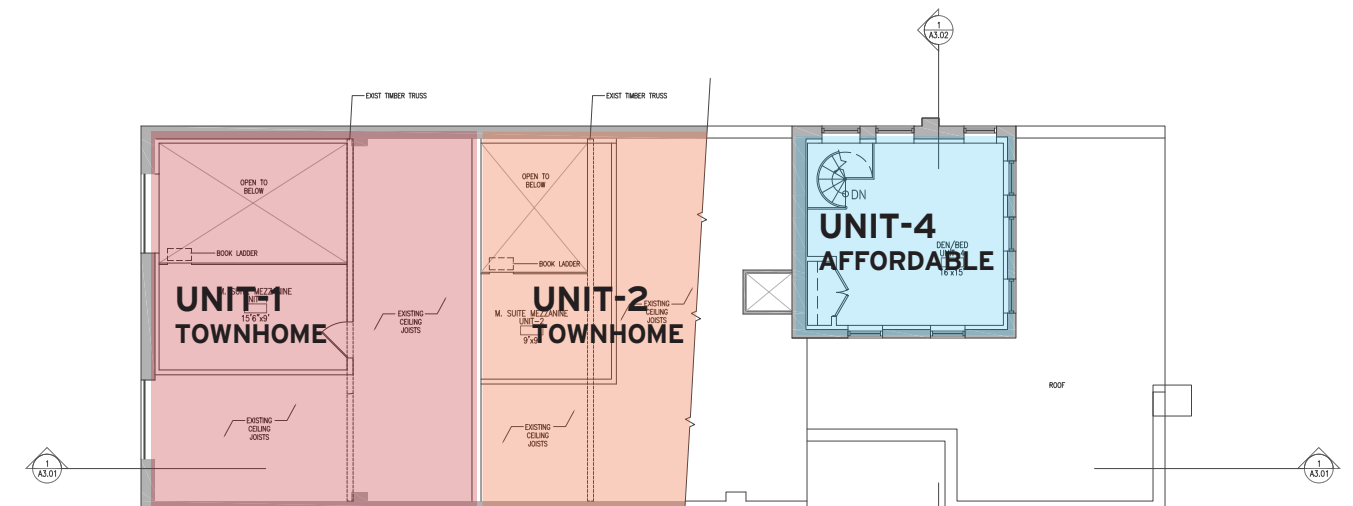 1
A3.02
EXIST TIMBER TRUSS
EXIST TIMBER TRUSS
OPEN TO
BELOW
OPEN TO
BELOW
DN
UNIT-4
AFFORDABLE
DEN/BED
16'x15'
BOOK LADDER
BOOK LADDER
UNIT-1
TOWNHOME
M. SUITE MEZZANINE
15'6"x9'
EXISTING
CEILING
JOISTS
UNIT-2
TOWNHOME
M. SUITE MEZZANINE
UNIT-2
9'x9'
EXISTING
CEILING
JOISTS
ROOF
EXISTING
CEILING
JOISTS
EXISTING
CEILING
JOISTS
1
A3.01
1
A3.01